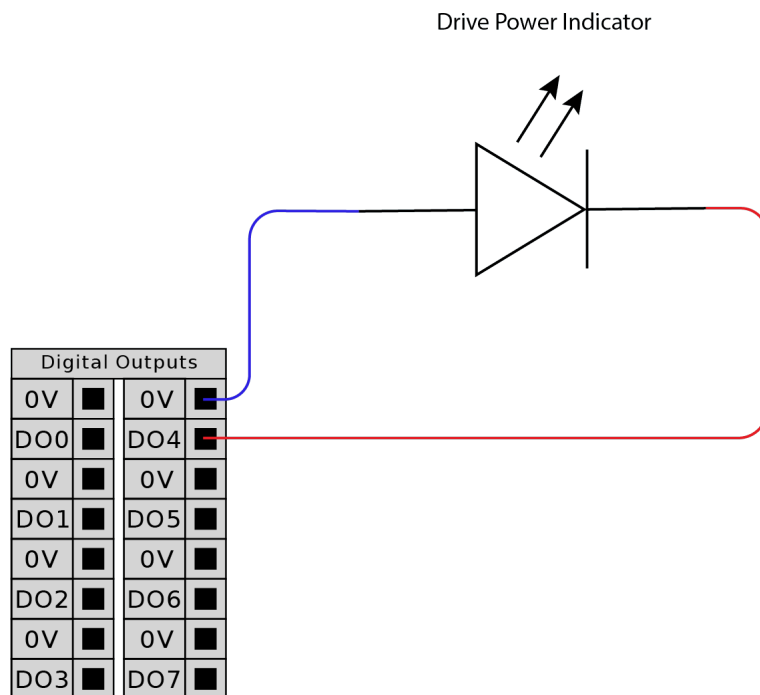 Drive Power Indicator
Digital Outputs
0V 0V
DO0 DO4
0V 0V
DO1 DO5
0V 0V
DO2 DO6
0V 0V
DO3 DO7